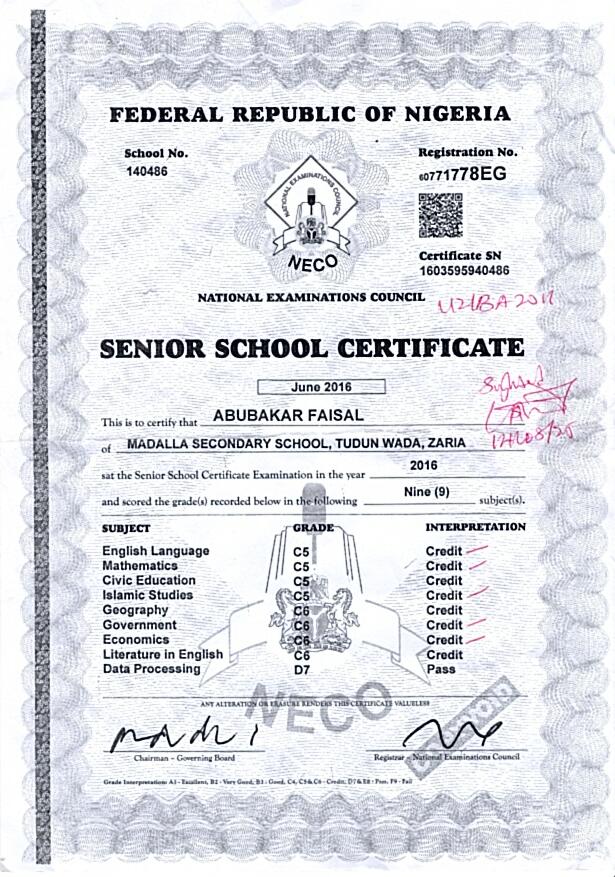 FEDERAL REPUBLIC OF NIGERIA
School No.
140486
Registration No.
60771778EG
NATIONAL EXAMINATIONS COUNCIL
NECO
Certificate SN
1603595940486
NATIONAL EXAMINATIONS COUNCIL
SENIOR SCHOOL CERTIFICATE
June 2016
This is to certify that ABUBAKAR FAISAL
of MADALLA SECONDARY SCHOOL, TUDUN WADA, ZARIA
sat the Senior School Certificate Examination in the year 2016
and scored the grade(s) recorded below in the following Nine (9) subject(s).
SUBJECT GRADE INTERPRETATION
English Language C5 Credit
Mathematics C5 Credit
Civic Education C5 Credit
Islamic Studies C5 Credit
Geography C6 Credit
Government C6 Credit
Economics C6 Credit
Literature in English C6 Credit
Data Processing D7 Pass
NECO
ANY ALTERATION OR ERASURE RENDERS THIS CERTIFICATE VALUELESS
Chairman - Governing Board
Registrar - National Examinations Council
Grade Interpretation: A1 - Excellent, B2 - Very Good, B3 - Good, C4, C5 & C6 - Credit, D7 & E8 - Pass, F9 - Fail